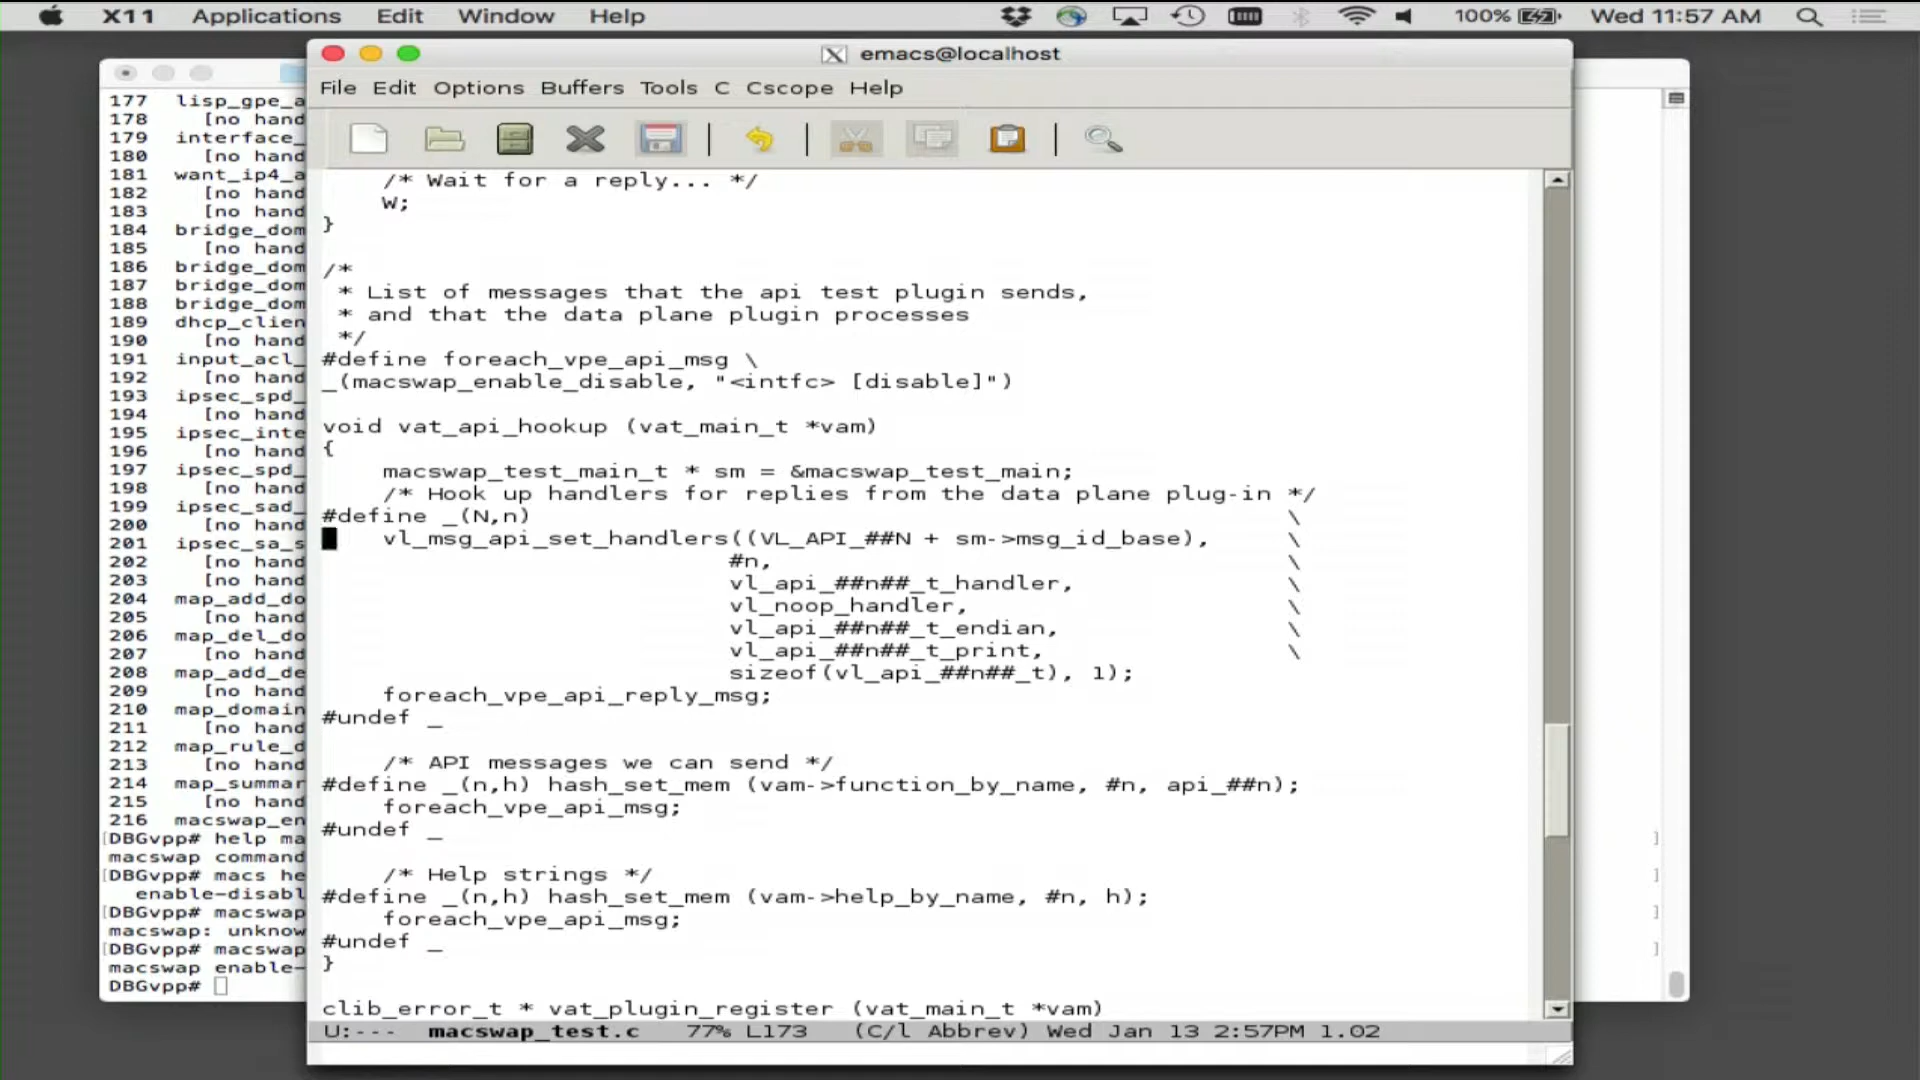 X11 Applications Edit Window Help 100% Wed 11:57 AM
emacs@localhost
File Edit Options Buffers Tools C Cscope Help
177 lisp_gpe_a
178 [no hand
179 interface_
180 [no hand
181 want_ip4_a
182 [no hand
183 [no hand
184 bridge_dom
185 [no hand
186 bridge_dom
187 bridge_dom
188 bridge_dom
189 dhcp_clien
190 [no hand
191 input_acl_
192 [no hand
193 ipsec_spd_
194 [no hand
195 ipsec_inte
196 [no hand
197 ipsec_spd_
198 [no hand
199 ipsec_sad_
200 [no hand
201 ipsec_sa_s
202 [no hand
203 [no hand
204 map_add_do
205 [no hand
206 map_del_do
207 [no hand
208 map_add_de
209 [no hand
210 map_domain
211 [no hand
212 map_rule_d
213 [no hand
214 map_summar
215 [no hand
216 macswap_en
[DBGvpp# help ma ]
macswap command
[DBGvpp# macs he ]
enable-disabl
[DBGvpp# macswap ]
macswap: unknow
[DBGvpp# macswap ]
macswap enable-
DBGvpp#
/* Wait for a reply... */
W;
}
/*
* List of messages that the api test plugin sends,
* and that the data plane plugin processes
*/
#define foreach_vpe_api_msg \
_(macswap_enable_disable, "<intfc> [disable]")
void vat_api_hookup (vat_main_t *vam)
{
macswap_test_main_t * sm = &macswap_test_main;
/* Hook up handlers for replies from the data plane plug-in */
#define _(N,n) \
vl_msg_api_set_handlers((VL_API_##N + sm->msg_id_base), \
#n, \
vl_api_##n##_t_handler, \
vl_noop_handler, \
vl_api_##n##_t_endian, \
vl_api_##n##_t_print, \
sizeof(vl_api_##n##_t), 1);
foreach_vpe_api_reply_msg;
#undef _
/* API messages we can send */
#define _(n,h) hash_set_mem (vam->function_by_name, #n, api_##n);
foreach_vpe_api_msg;
#undef _
/* Help strings */
#define _(n,h) hash_set_mem (vam->help_by_name, #n, h);
foreach_vpe_api_msg;
#undef _
}
clib_error_t * vat_plugin_register (vat_main_t *vam)
U:--- macswap_test.c 77% L173 (C/l Abbrev) Wed Jan 13 2:57PM 1.02